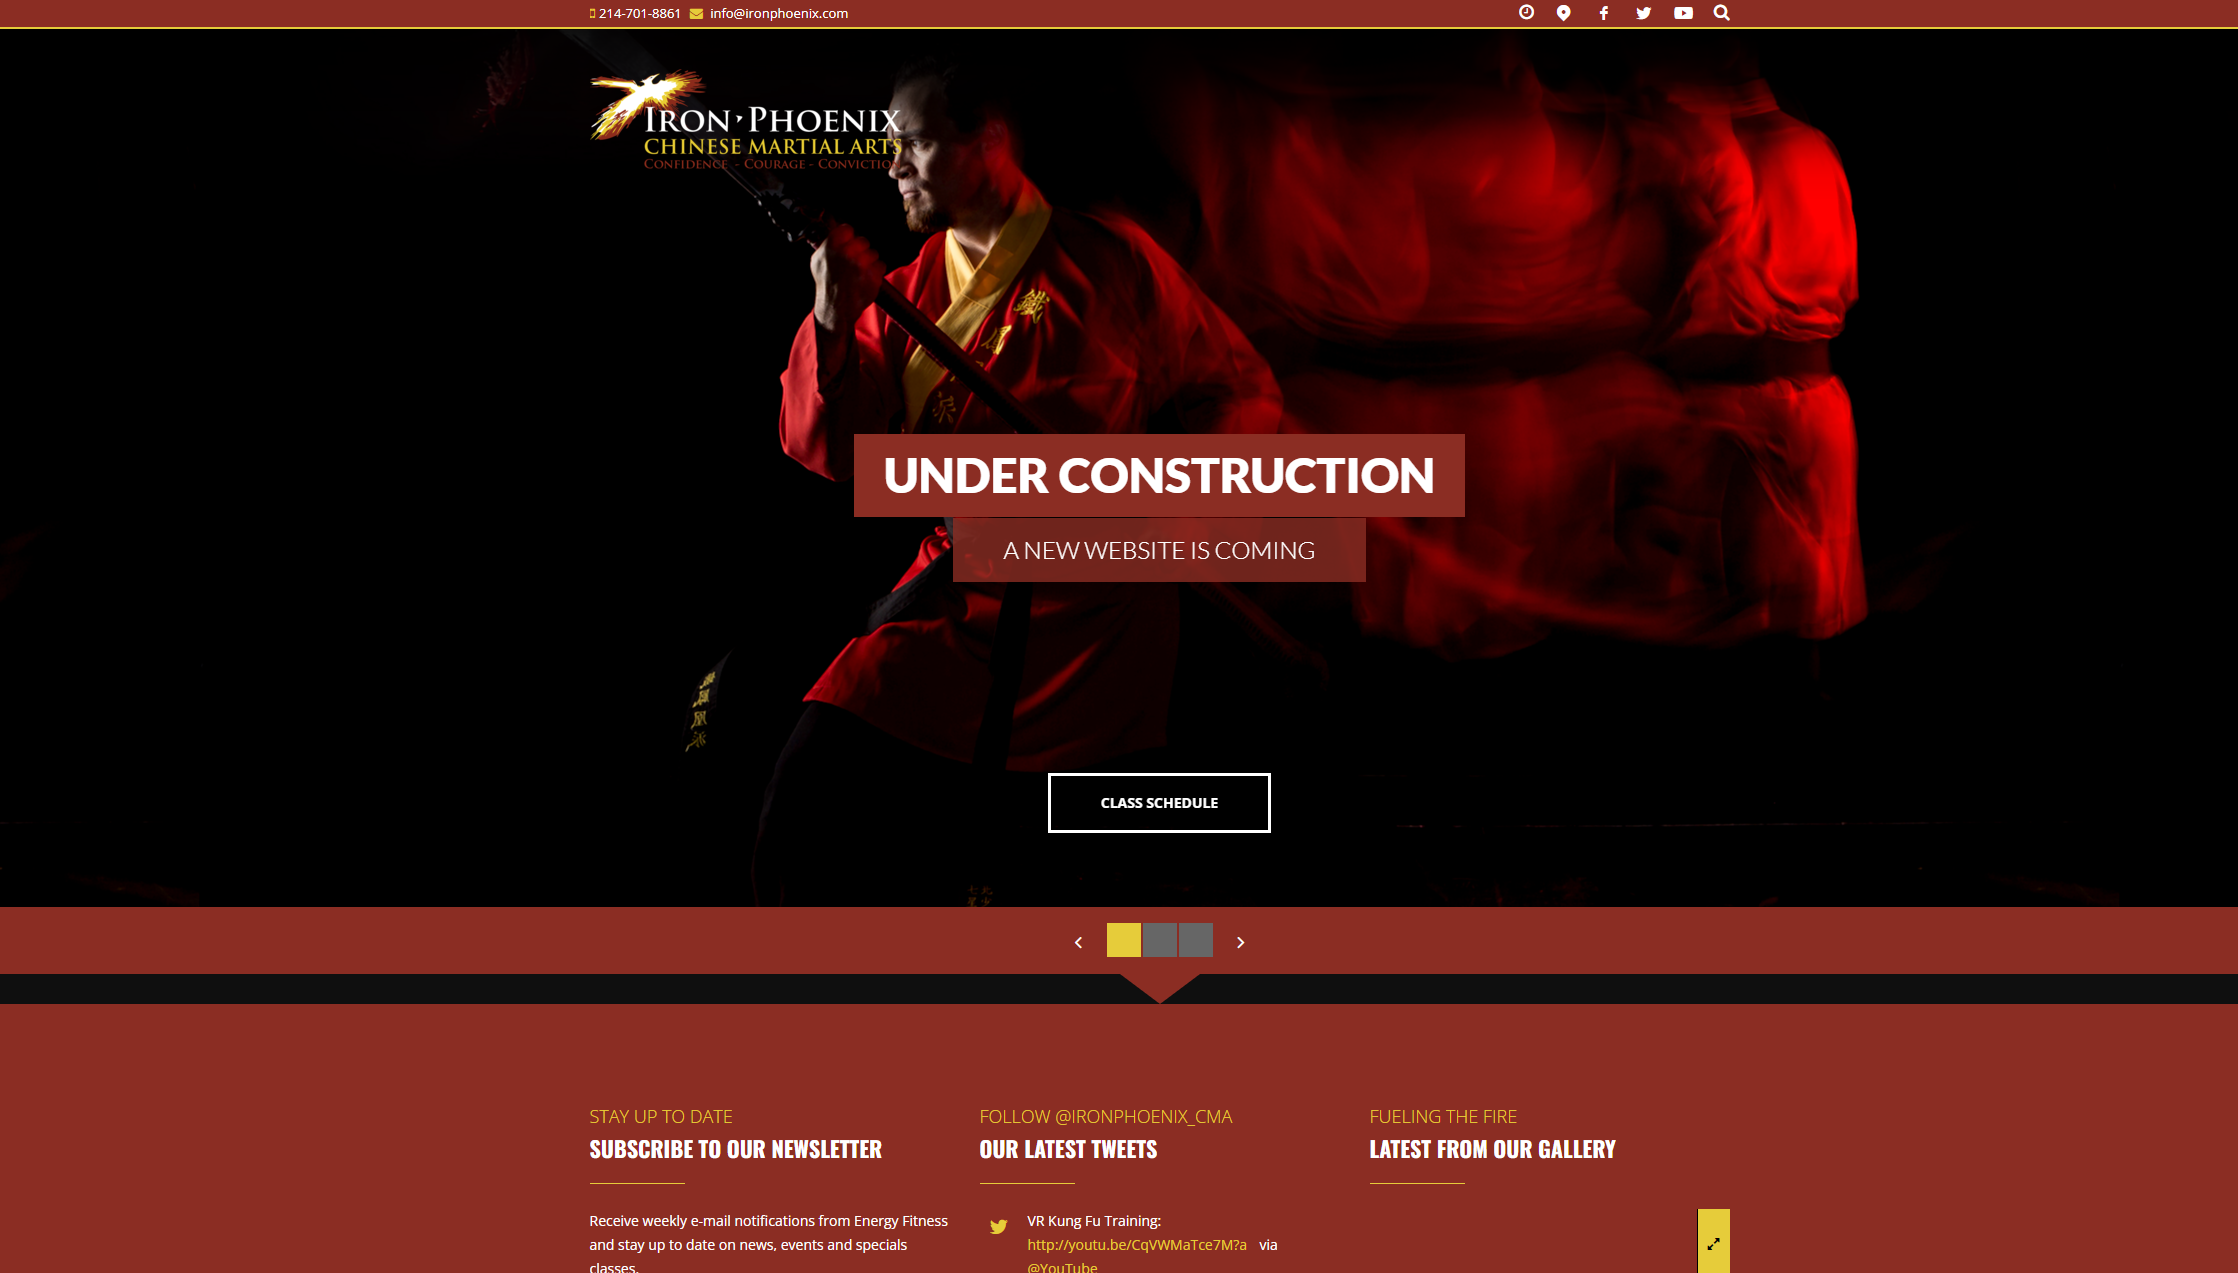 214-701-8861 info@ironphoenix.com
IRON · PHOENIX
CHINESE MARTIAL ARTS
CONFIDENCE - COURAGE - CONVICTION
鐵
鳳
派
UNDER CONSTRUCTION
A NEW WEBSITE IS COMING
CLASS SCHEDULE
STAY UP TO DATE
SUBSCRIBE TO OUR NEWSLETTER
Receive weekly e-mail notifications from Energy Fitness
and stay up to date on news, events and specials
classes.
FOLLOW @IRONPHOENIX_CMA
OUR LATEST TWEETS
VR Kung Fu Training:
http://youtu.be/CqVWMaTce7M?a via
@YouTube
FUELING THE FIRE
LATEST FROM OUR GALLERY